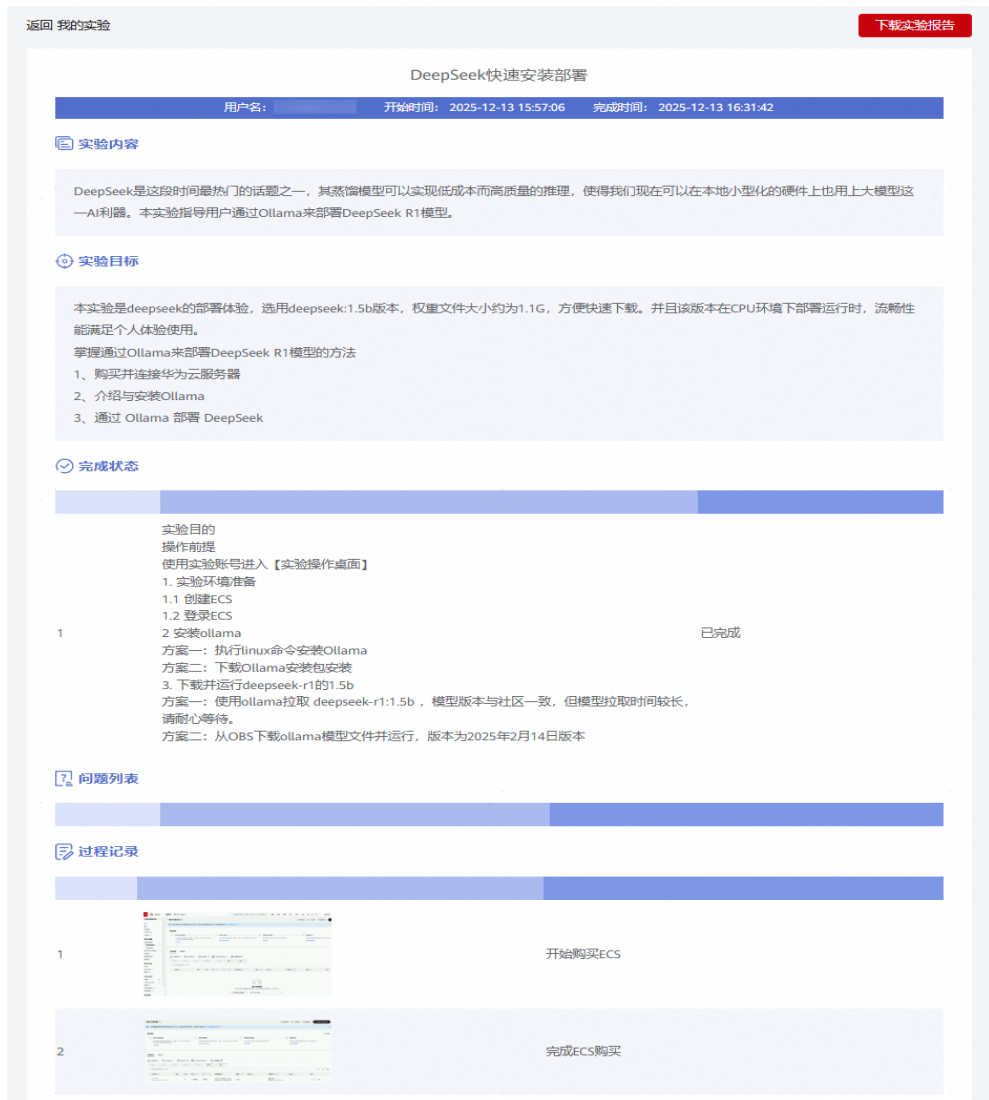 返回 我的实验
下载实验报告
DeepSeek快速安装部署
用户名： 开始时间： 2025-12-13 15:57:06 完成时间： 2025-12-13 16:31:42
实验内容
DeepSeek是这段时间最热门的话题之一，其蒸馏模型可以实现低成本而高质量的推理，使得我们现在可以在本地小型化的硬件上也用上大模型这
一AI利器。本实验指导用户通过Ollama来部署DeepSeek R1模型。
实验目标
本实验是deepseek的部署体验，选用deepseek:1.5b版本，权重文件大小约为1.1G，方便快速下载。并且该版本在CPU环境下部署运行时，流畅性
能满足个人体验使用。
掌握通过Ollama来部署DeepSeek R1模型的方法
1、购买并连接华为云服务器
2、介绍与安装Ollama
3、通过 Ollama 部署 DeepSeek
完成状态
实验目的
操作前提
使用实验账号进入【实验操作桌面】
1. 实验环境准备
1.1 创建ECS
1.2 登录ECS
1 2 安装ollama 已完成
方案一：执行linux命令安装Ollama
方案二：下载Ollama安装包安装
3. 下载并运行deepseek-r1的1.5b
方案一：使用ollama拉取 deepseek-r1:1.5b ，模型版本与社区一致，但模型拉取时间较长，
请耐心等待。
方案二：从OBS下载ollama模型文件并运行，版本为2025年2月14日版本
问题列表
过程记录
1 开始购买ECS
2 完成ECS购买